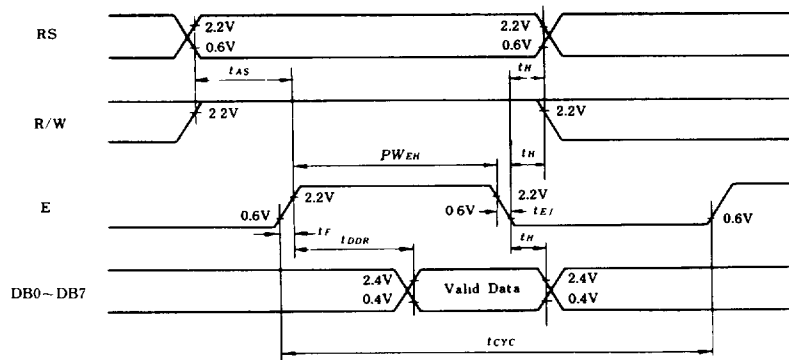 RS
2.2V
0.6V
2.2V
0.6V
tAS
tH
R/W
2.2V
2.2V
PWEH
tH
E
0.6V
2.2V
0.6V
2.2V
tEf
0.6V
tF
tDDR
tH
DB0~DB7
2.4V
0.4V
Valid Data
2.4V
0.4V
tCYC